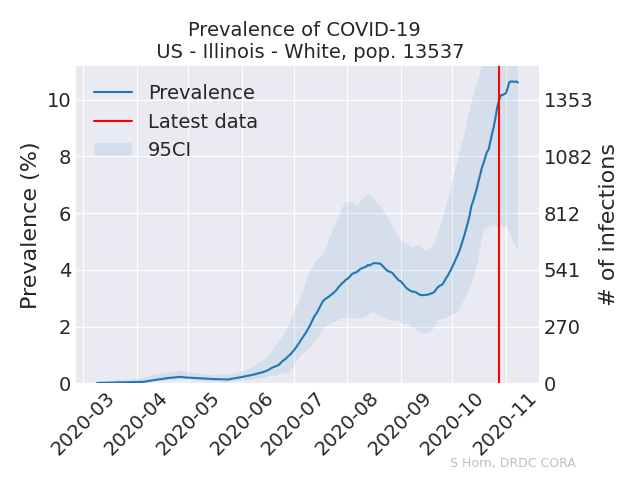 Prevalence of COVID-19
US - Illinois - White, pop. 13537
Prevalence
Latest data
95CI
Prevalence (%)
10
8
6
4
2
0
1353
1082
812
541
270
0
# of infections
2020-03
2020-04
2020-05
2020-06
2020-07
2020-08
2020-09
2020-10
2020-11
S Horn, DRDC CORA